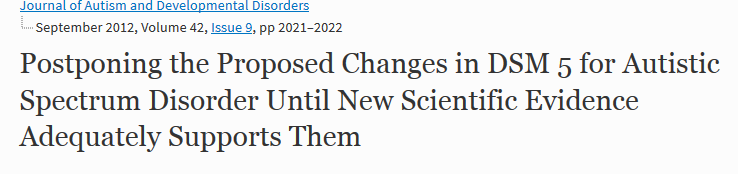 Journal of Autism and Developmental Disorders
September 2012, Volume 42, Issue 9, pp 2021–2022
Postponing the Proposed Changes in DSM 5 for Autistic
Spectrum Disorder Until New Scientific Evidence
Adequately Supports Them